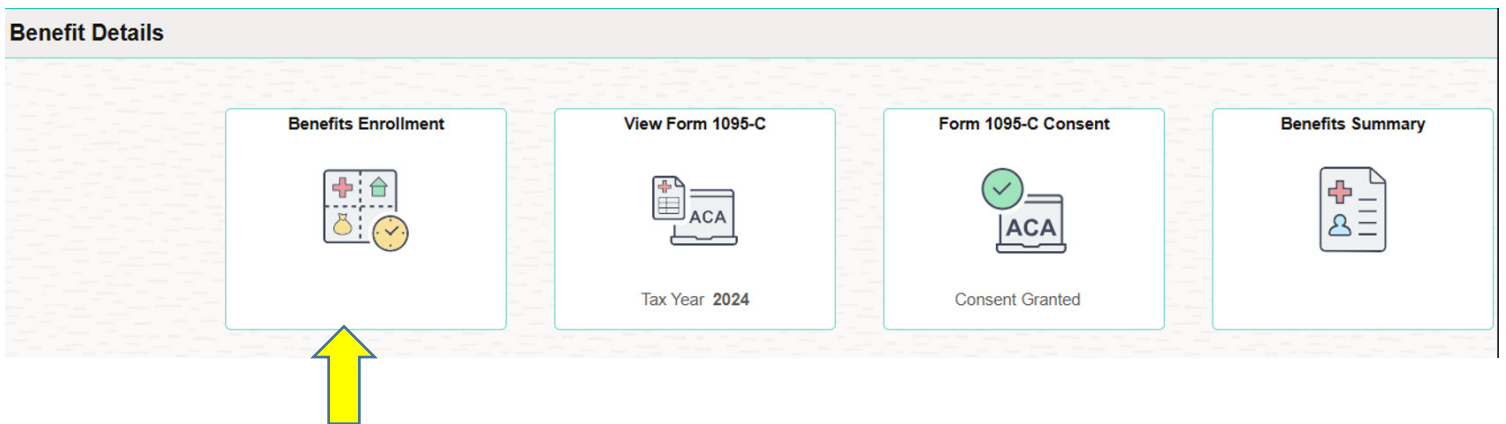 Benefit Details
Benefits Enrollment
View Form 1095-C
ACA
Tax Year 2024
Form 1095-C Consent
ACA
Consent Granted
Benefits Summary